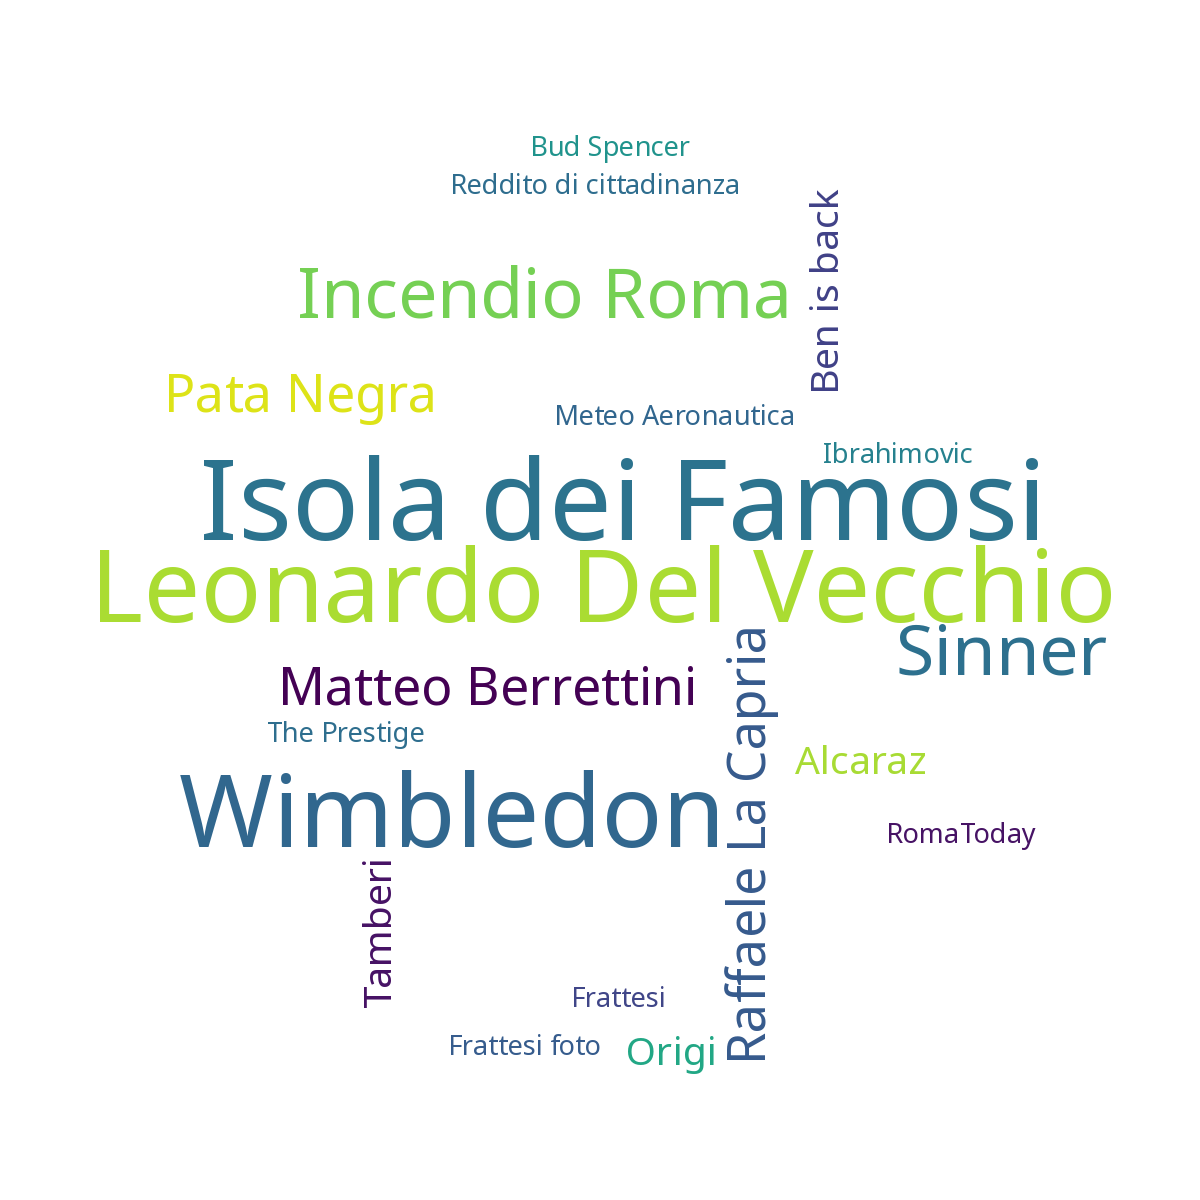 Bud Spencer
Reddito di cittadinanza
Ben is back
Incendio Roma
Pata Negra
Meteo Aeronautica
Ibrahimovic
Isola dei Famosi
Leonardo Del Vecchio
Sinner
Raffaele La Capria
Matteo Berrettini
The Prestige
Alcaraz
Wimbledon
RomaToday
Tamberi
Frattesi
Frattesi foto
Origi